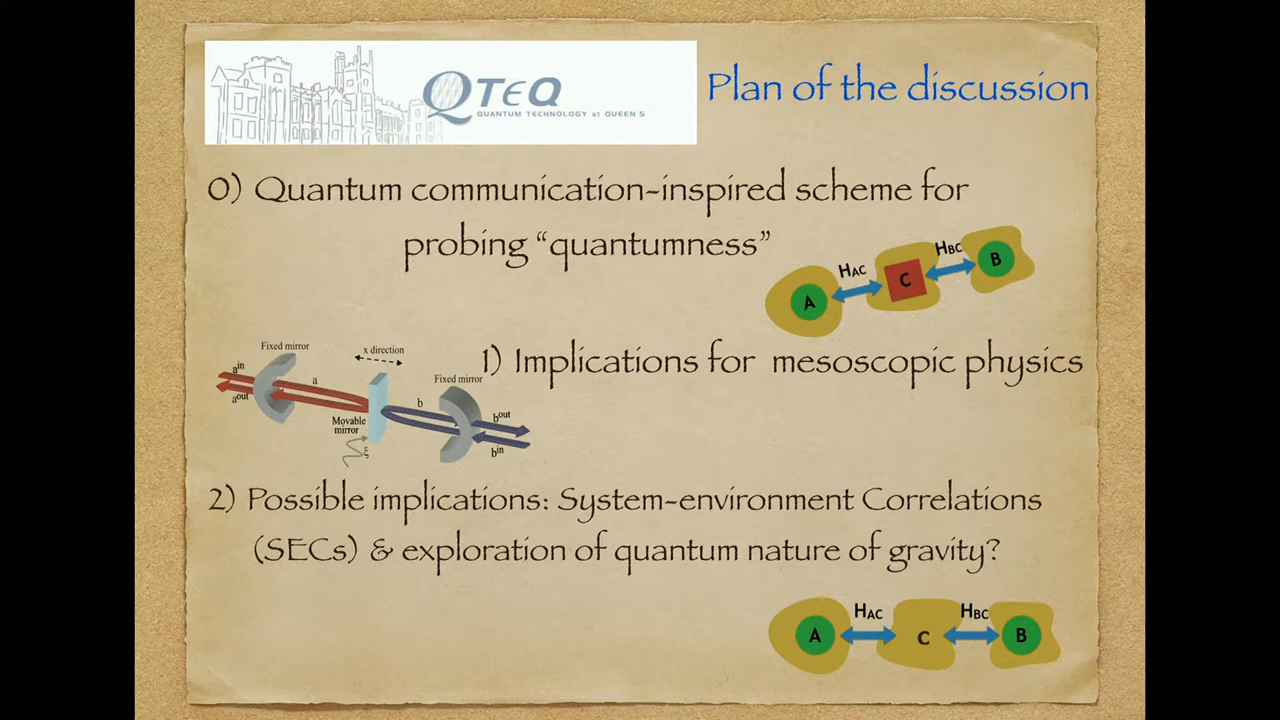 QTEQ
QUANTUM TECHNOLOGY at QUEEN'S
Plan of the discussion
0) Quantum communication-inspired scheme for
probing “quantumness”
A
HAC
C
HBC
B
Fixed mirror
x direction
Fixed mirror
aⁱⁿ
a
aᵒᵘᵗ
b
Movable
mirror
ξ
bᵒᵘᵗ
bⁱⁿ
1) Implications for mesoscopic physics
2) Possible implications: System-environment Correlations
(SECs) & exploration of quantum nature of gravity?
A
HAC
C
HBC
B